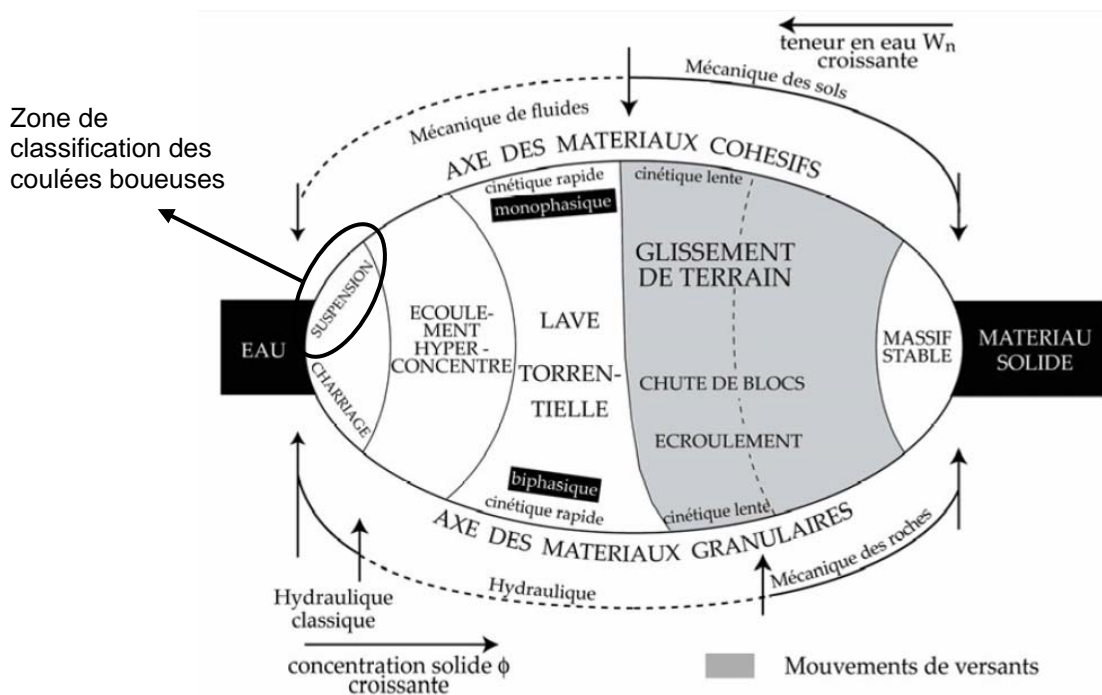 teneur en eau Wn
croissante
Mécanique des sols
Mécanique de fluides
Zone de
classification des
coulées boueuses
AXE DES MATERIAUX COHESIFS
cinétique rapide
cinétique lente
monophasique
GLISSEMENT
DE TERRAIN
SUSPENSION
ECOULE-
MENT
HYPER-
CONCENTRE
LAVE
TORREN-
TIELLE
EAU
MASSIF
STABLE
MATERIAU
SOLIDE
CHARRIAGE
CHUTE DE BLOCS
ECROULEMENT
biphasique
cinétique rapide
cinétique lente
AXE DES MATERIAUX GRANULAIRES
Mécanique des roches
Hydraulique
Hydraulique
classique
concentration solide ϕ
croissante
Mouvements de versants